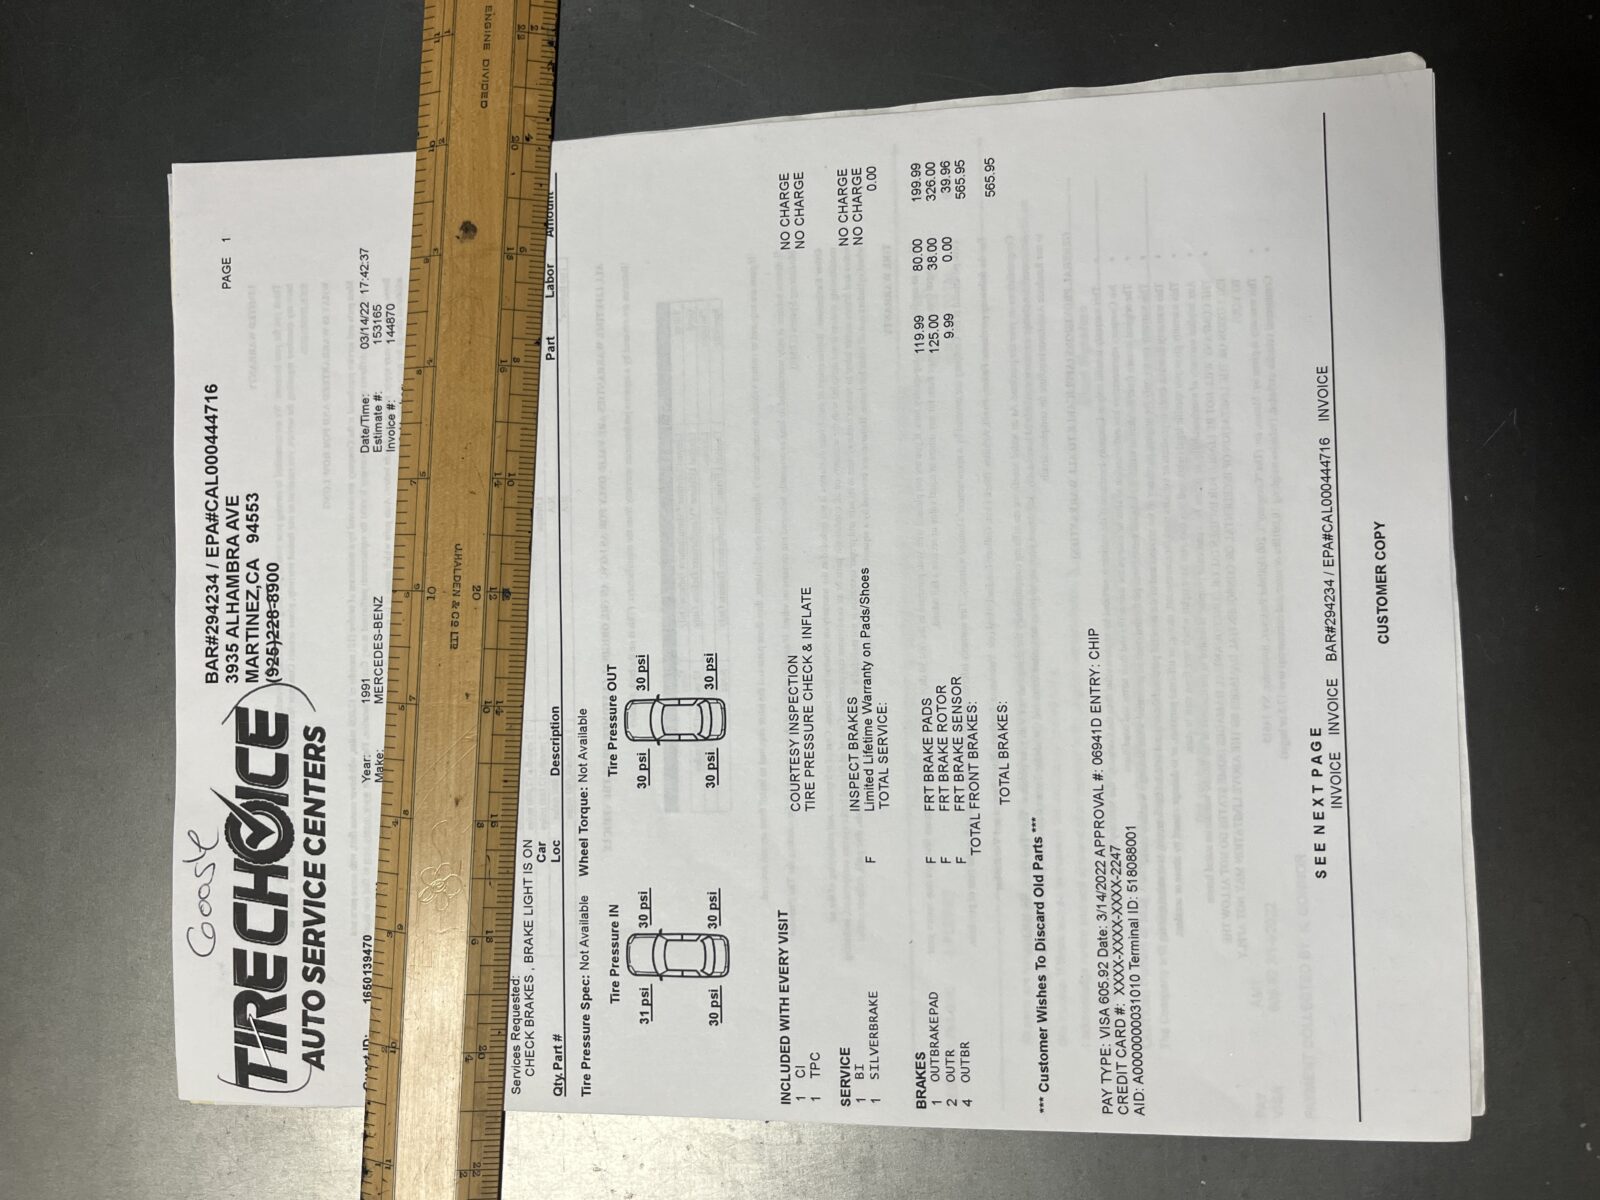 Goose
TIRE CHOICE
AUTO SERVICE CENTERS
BAR#294234 / EPA#CAL000444716
3935 ALHAMBRA AVE
MARTINEZ,CA 94553
(925)228-8900
PAGE 1
1650139470
Year: 1991
Make: MERCEDES-BENZ
Date/Time: 03/14/22 17:42:37
Estimate #: 153165
Invoice #: 144870
ENGINE DIVIDED
J.HALDEN & Co LTD
Services Requested:
CHECK BRAKES , BRAKE LIGHT IS ON
Qty. Part # Car Loc Description Part Labor Amount
Tire Pressure Spec: Not Available Wheel Torque: Not Available
Tire Pressure IN Tire Pressure OUT
31 psi 30 psi 30 psi 30 psi
30 psi 30 psi 30 psi 30 psi
INCLUDED WITH EVERY VISIT
1 CI COURTESY INSPECTION NO CHARGE
1 TPC TIRE PRESSURE CHECK & INFLATE NO CHARGE
SERVICE
1 BI INSPECT BRAKES NO CHARGE
1 SILVERBRAKE F Limited Lifetime Warranty on Pads/Shoes NO CHARGE
TOTAL SERVICE: 0.00
BRAKES
1 OUTBRAKEPAD F FRT BRAKE PADS 119.99 80.00 199.99
2 OUTR F FRT BRAKE ROTOR 125.00 38.00 326.00
4 OUTBR F FRT BRAKE SENSOR 9.99 0.00 39.96
TOTAL FRONT BRAKES: 565.95
TOTAL BRAKES: 565.95
*** Customer Wishes To Discard Old Parts ***
PAY TYPE: VISA 605.92 Date: 3/14/2022 APPROVAL #: 06941D ENTRY: CHIP
CREDIT CARD #: XXXX-XXXX-XXXX-2247
AID: A0000000031010 Terminal ID: 518088001
SEE NEXT PAGE
INVOICE INVOICE BAR#294234 / EPA#CAL000444716 INVOICE
CUSTOMER COPY